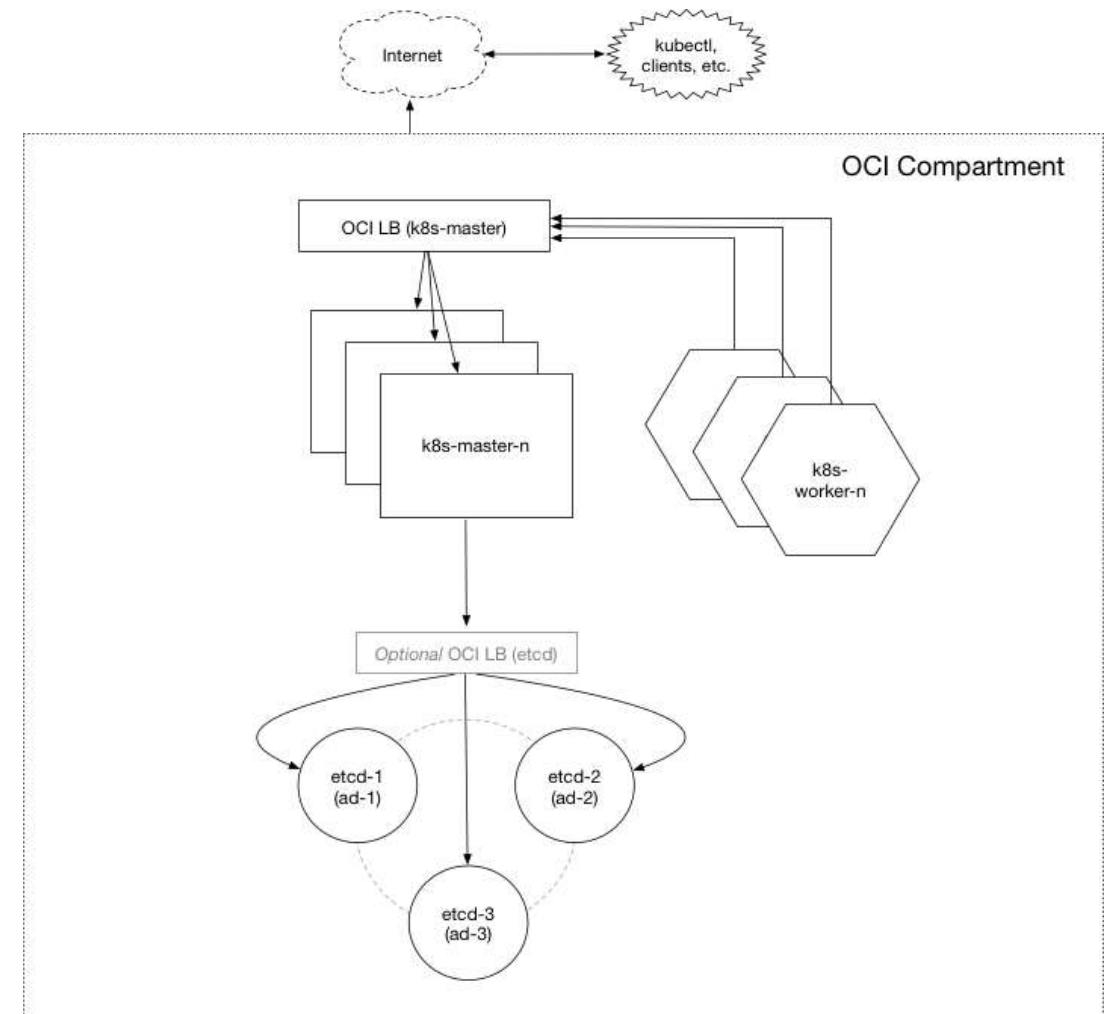 Internet
kubectl,
clients, etc.
OCI Compartment
OCI LB (k8s-master)
k8s-master-n
k8s-
worker-n
Optional OCI LB (etcd)
etcd-1
(ad-1)
etcd-2
(ad-2)
etcd-3
(ad-3)